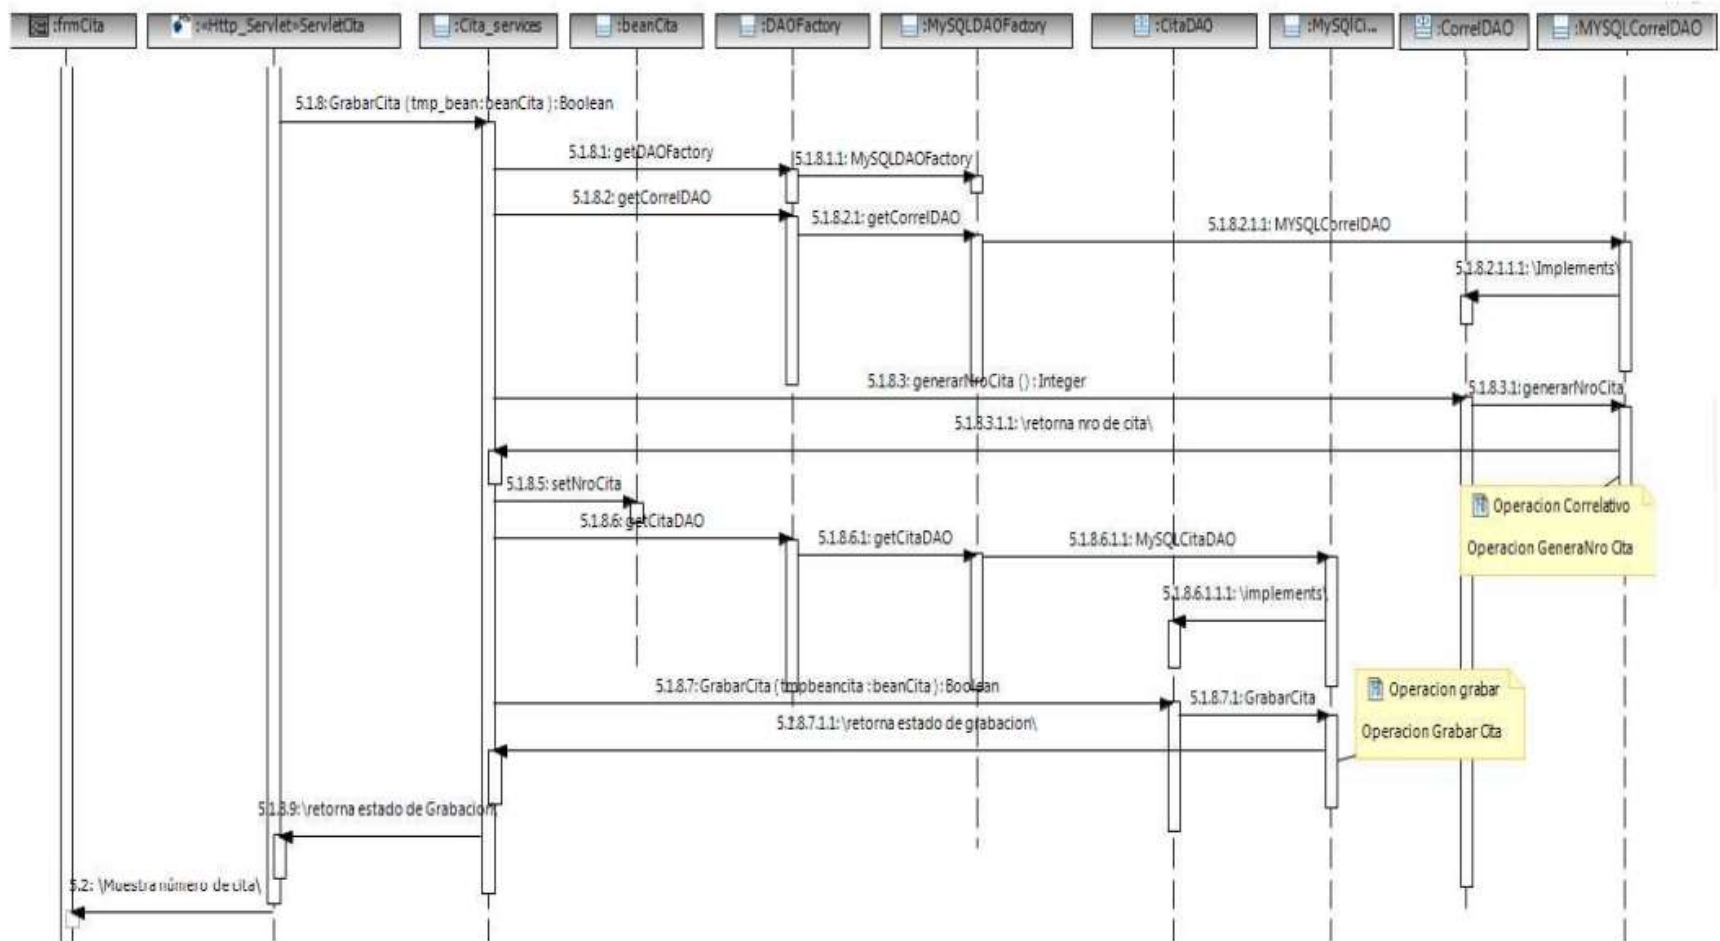 :frmCita
:«Http_Servlet»ServletCita
:Cita_services
:beanCita
:DAOFactory
:MySQLDAOFactory
:CitaDAO
:MySQlCi...
:CorrelDAO
:MYSQLCorrelDAO
5.1.8: GrabarCita ( tmp_bean: beanCita ) : Boolean
5.1.8.1: getDAOFactory
5.1.8.1.1: MySQLDAOFactory
5.1.8.2: getCorrelDAO
5.1.8.2.1: getCorrelDAO
5.1.8.2.1.1: MYSQLCorrelDAO
5.1.8.2.1.1.1: \Implements\
5.1.8.3: generarNroCita () : Integer
5.1.8.3.1: generarNroCita
5.1.8.3.1.1: \retorna nro de cita\
5.1.8.5: setNroCita
Operacion Correlativo
5.1.8.6: getCitaDAO
5.1.8.6.1: getCitaDAO
5.1.8.6.1.1: MySQLCitaDAO
Operacion GeneraNro Cita
5.1.8.6.1.1.1: \implements\
5.1.8.7: GrabarCita ( tmpbeancita : beanCita ) : Boolean
5.1.8.7.1: GrabarCita
Operacion grabar
5.1.8.7.1.1: \retorna estado de grabacion\
Operacion Grabar Cita
5.1.8.9: \retorna estado de Grabacion\
5.2: \Muestra número de cita\